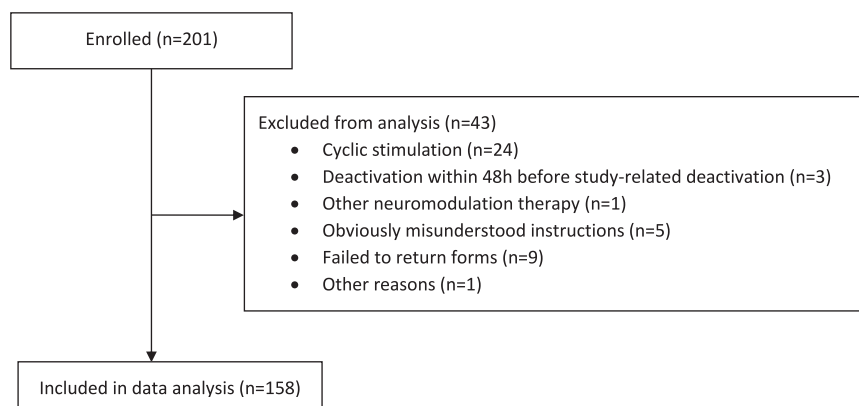 Enrolled (n=201)
Excluded from analysis (n=43)
• Cyclic stimulation (n=24)
• Deactivation within 48h before study-related deactivation (n=3)
• Other neuromodulation therapy (n=1)
• Obviously misunderstood instructions (n=5)
• Failed to return forms (n=9)
• Other reasons (n=1)
Included in data analysis (n=158)